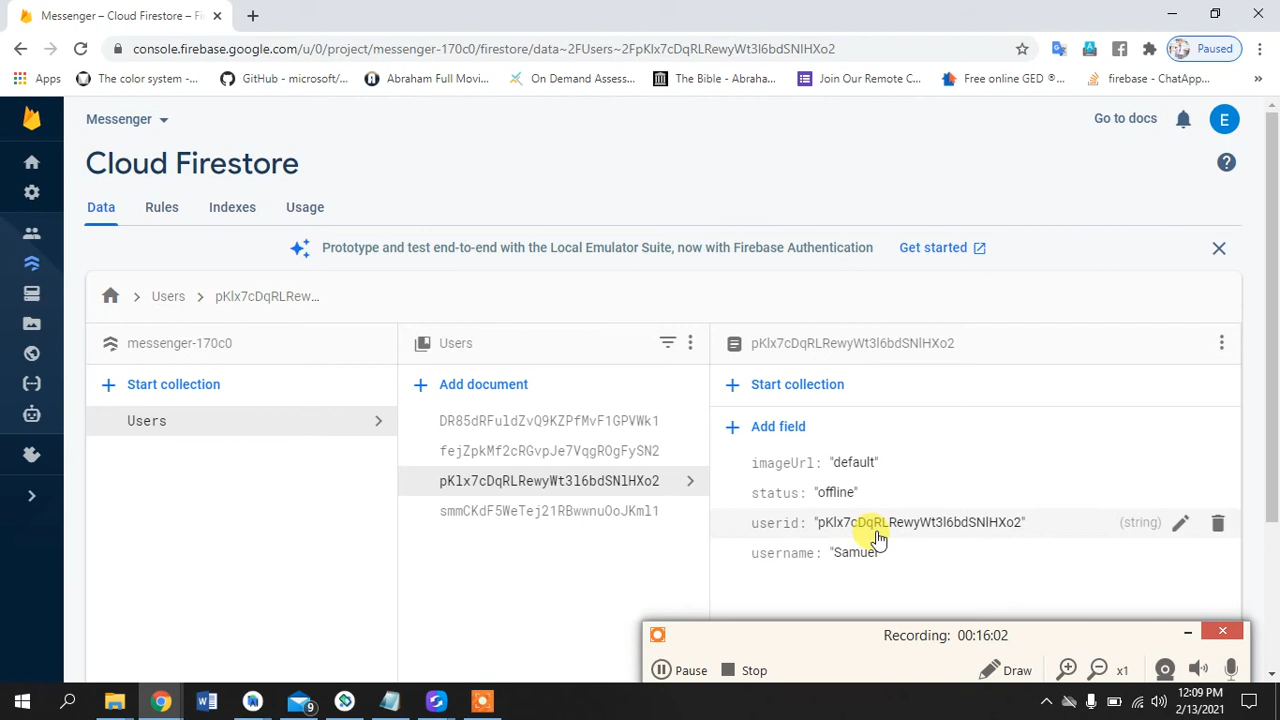 Messenger – Cloud Firestore – Fi
console.firebase.google.com/u/0/project/messenger-170c0/firestore/data~2FUsers~2FpKlx7cDqRLRewyWt3l6bdSNlHXo2
Paused
Apps
The color system -...
GitHub - microsoft/...
Abraham Full Movi...
On Demand Assess...
The Bible - Abraha...
Join Our Remote C...
Free online GED ®...
firebase - ChatApp...
Messenger
Go to docs
E
Cloud Firestore
Data
Rules
Indexes
Usage
Prototype and test end-to-end with the Local Emulator Suite, now with Firebase Authentication
Get started
Users
pKlx7cDqRLRew...
messenger-170c0
Users
pKlx7cDqRLRewyWt3l6bdSNlHXo2
Start collection
Add document
Start collection
Users
DR85dRFuldZvQ9KZPfMvF1GPVWk1
Add field
fejZpkMf2cRGvpJe7VqgROgFySN2
imageUrl: "default"
pKlx7cDqRLRewyWt3l6bdSNlHXo2
status: "offline"
smmCKdF5WeTej21RBwwnuOoJKml1
userid: "pKlx7cDqRLRewyWt3l6bdSNlHXo2"
(string)
username: "Samuel"
Recording: 00:16:02
Pause
Stop
Draw
x1
9
12:09 PM
2/13/2021